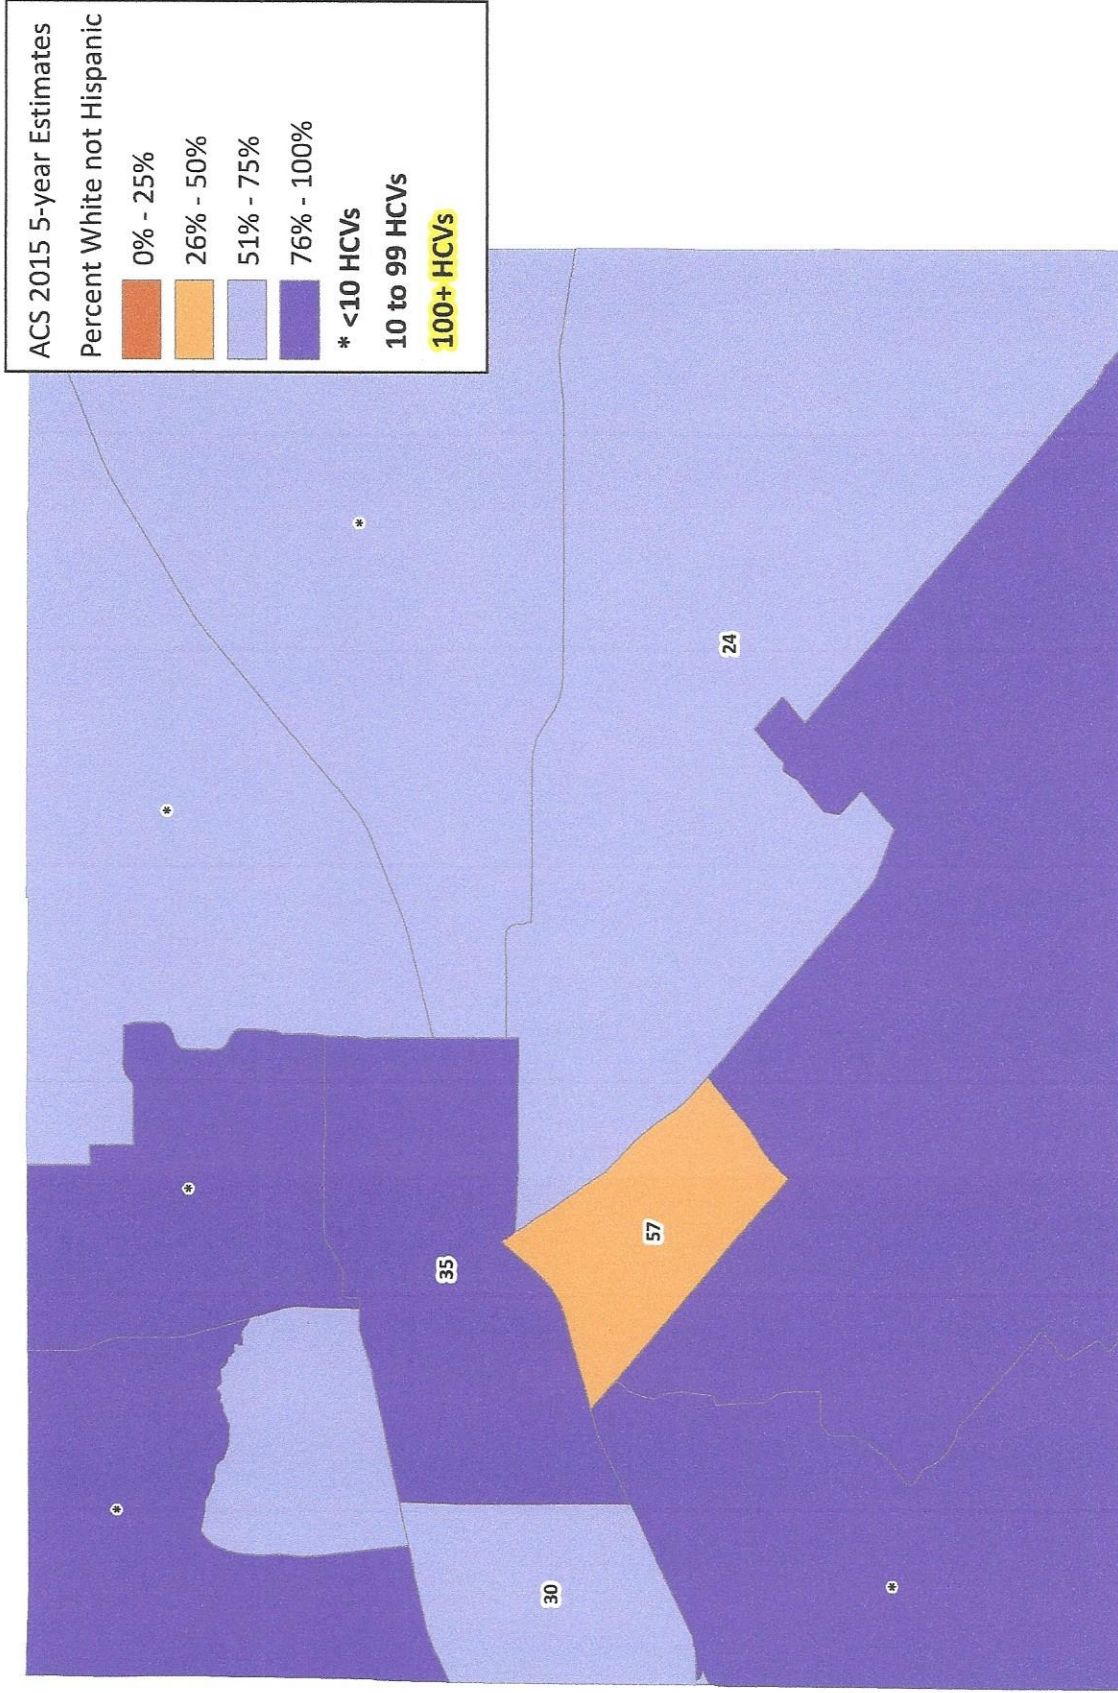 ACS 2015 5-year Estimates
Percent White not Hispanic
0% - 25%
26% - 50%
51% - 75%
76% - 100%
* <10 HCVs
10 to 99 HCVs
100+ HCVs
*
*
*
*
24
35
57
30
*